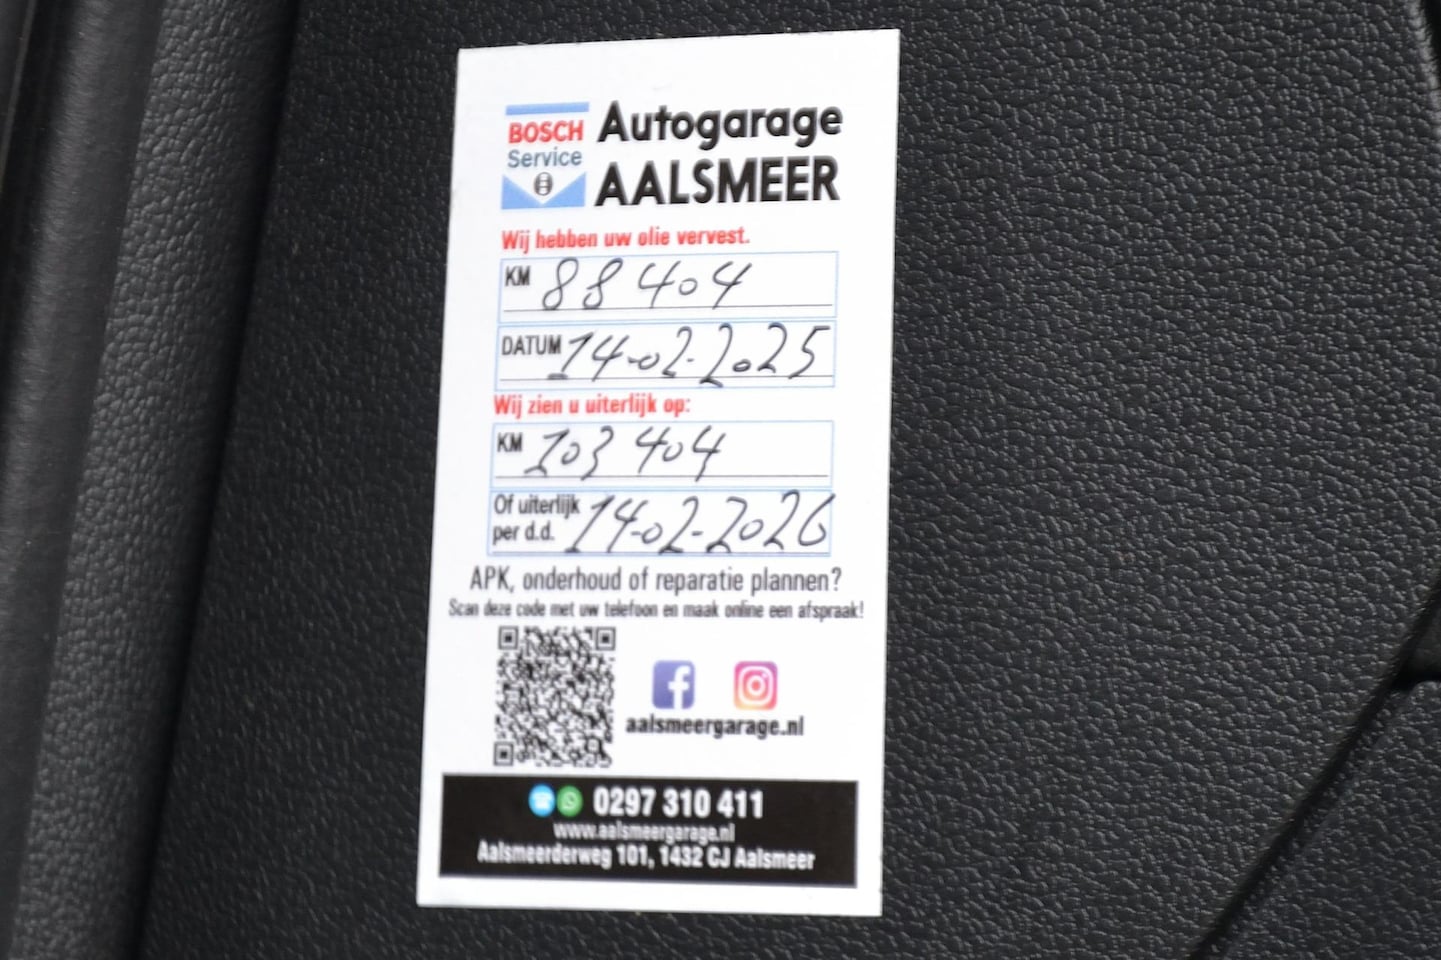 BOSCH
Service
Autogarage
AALSMEER
Wij hebben uw olie ververst.
KM 88404
DATUM 14-02-2025
Wij zien u uiterlijk op:
KM 103404
Of uiterlijk
per d.d. 14-02-2026
APK, onderhoud of reparatie plannen?
Scan deze code met uw telefoon en maak online een afspraak!
aalsmeergarage.nl
0297 310 411
www.aalsmeergarage.nl
Aalsmeerderweg 101, 1432 CJ Aalsmeer